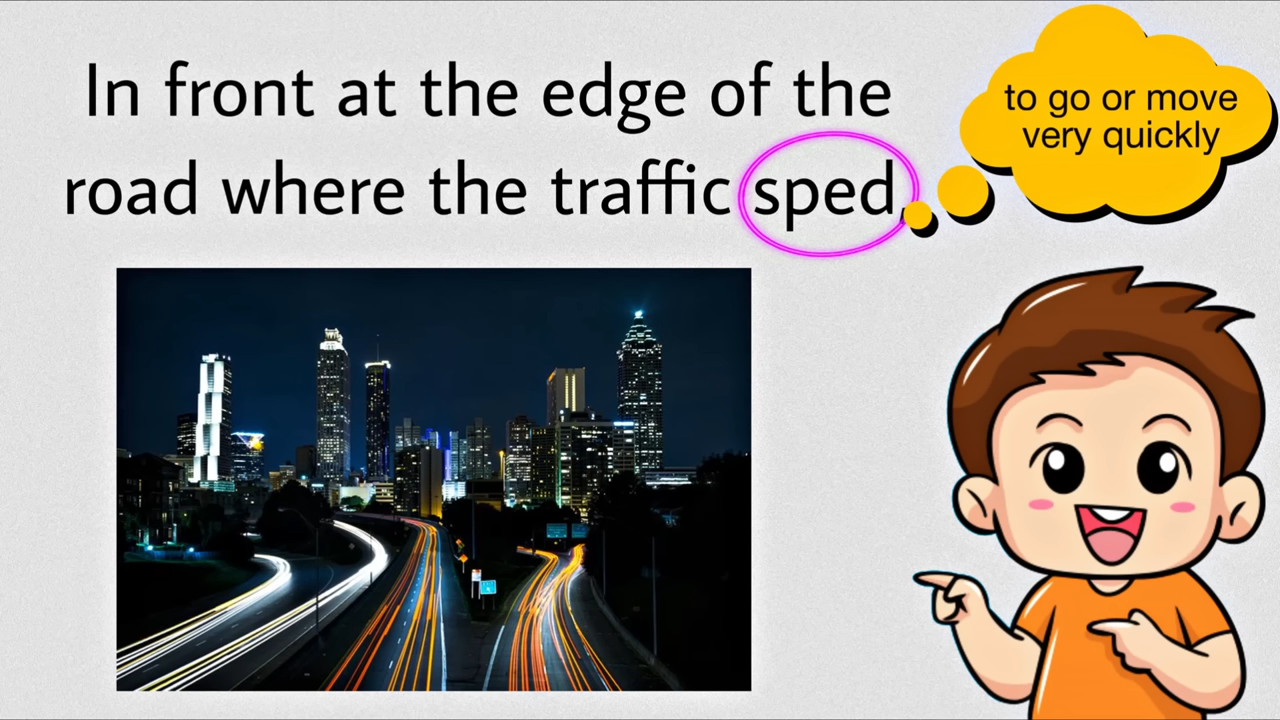 In front at the edge of the
road where the traffic sped,
to go or move
very quickly